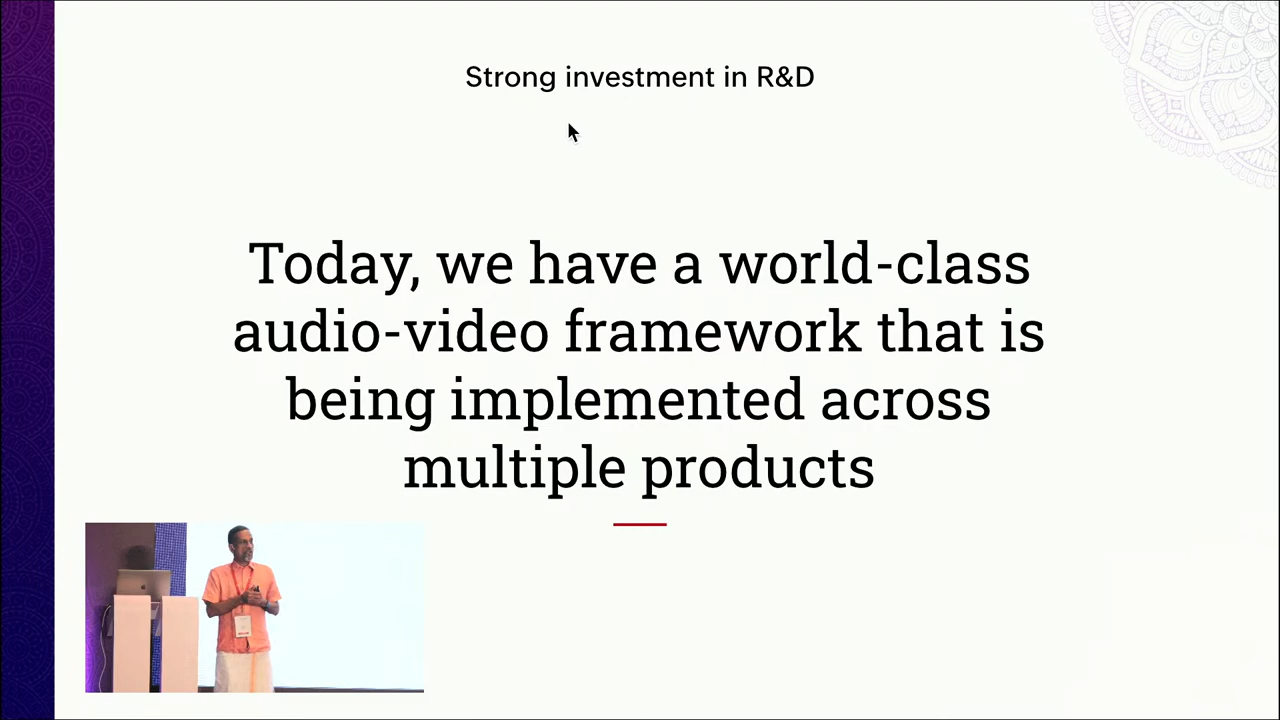 Strong investment in R&D
Today, we have a world-class
audio-video framework that is
being implemented across
multiple products